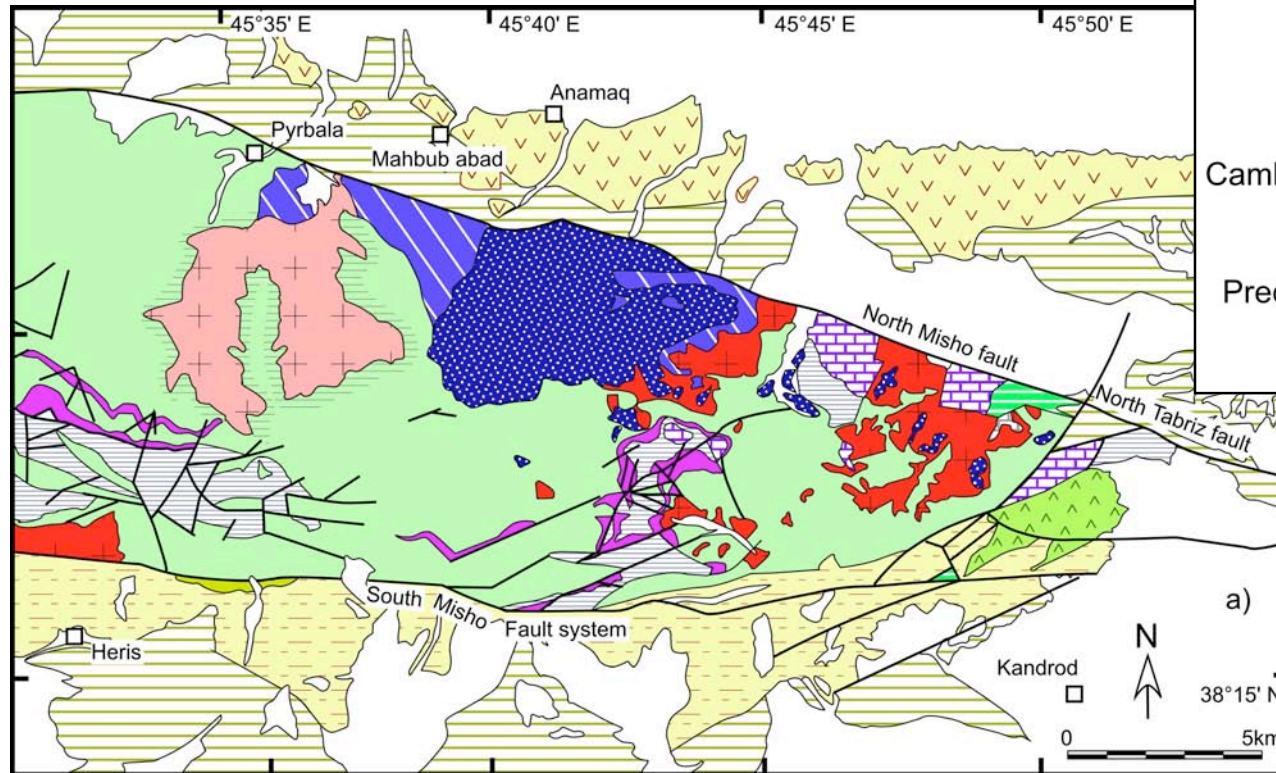 45°35' E
45°40' E
45°45' E
45°50' E
Anamaq
Pyrbala
Mahbub abad
North Misho fault
North Tabriz fault
South Misho Fault system
Heris
a)
N
Kandrod
38°15' N
0
5km